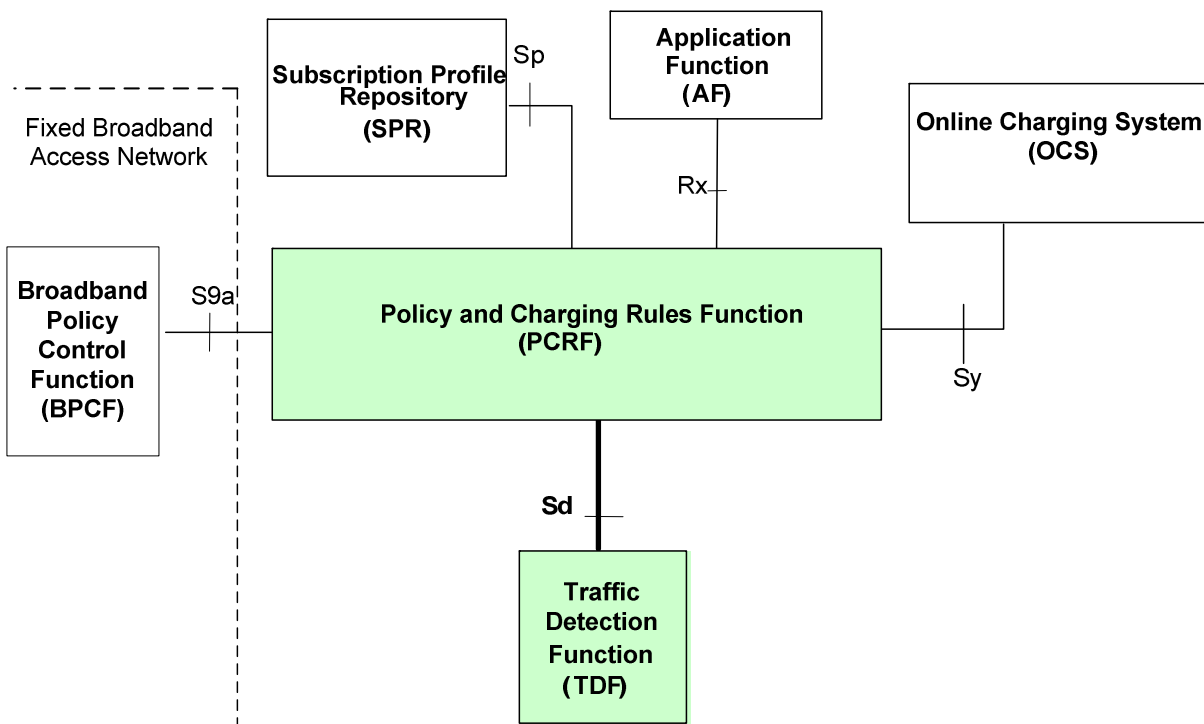 Subscription Profile
Repository
(SPR)
Sp
Application
Function
(AF)
Online Charging System
(OCS)
Fixed Broadband
Access Network
Rx
Broadband
Policy
Control
Function
(BPCF)
S9a
Policy and Charging Rules Function
(PCRF)
Sy
Sd
Traffic
Detection
Function
(TDF)